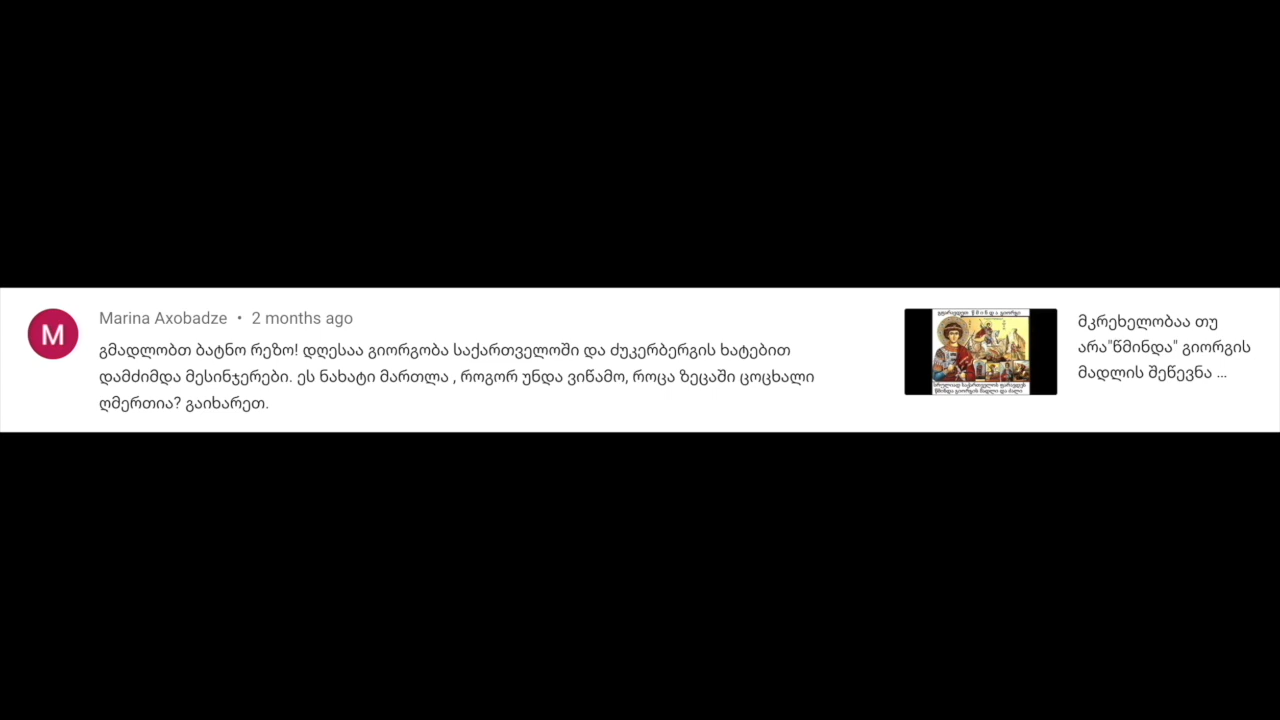 M
Marina Axobadze • 2 months ago
გმადლობთ ბატნო რეზო! დღესაა გიორგობა საქართველოში და ძუკერბერგის ხატებით
დამძიმდა მესინჯერები. ეს ნახატი მართლა , როგორ უნდა ვიწამო, როცა ზეცაში ცოცხალი
ღმერთია? გაიხარეთ.
მკრეხელობაა თუ
არა"წმინდა" გიორგის
მადლის შეწევნა ...